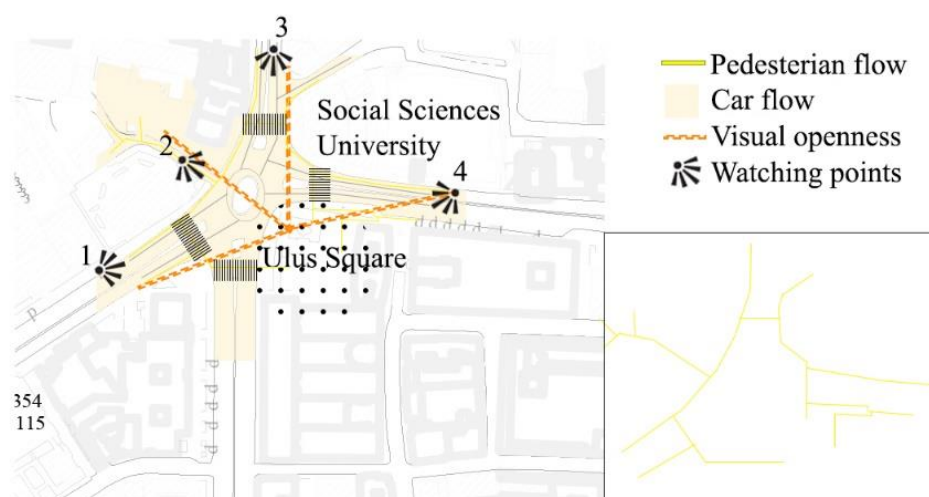 3
Social Sciences
University
2
4
1
Ulus Square
P
d d d d d d d
P
P
P
P
P
354
115
Pedesterian flow
Car flow
Visual openness
Watching points